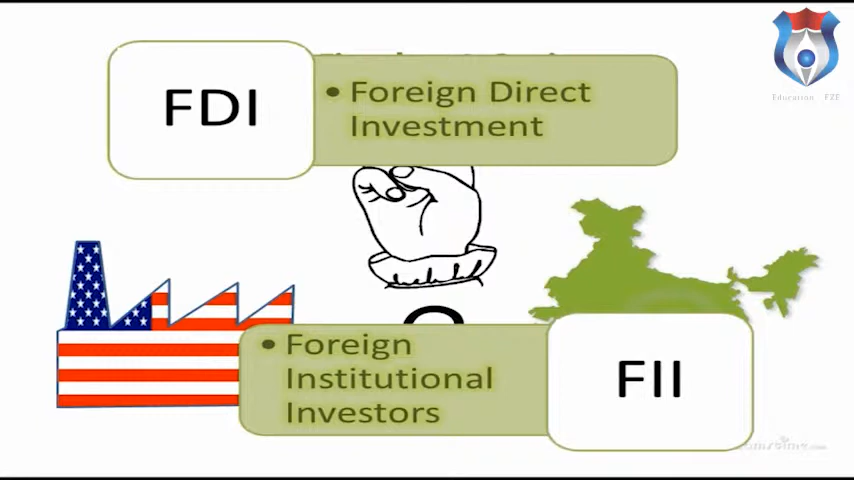 FDI
• Foreign Direct
Investment
• Foreign
Institutional
Investors
FII
Education FZE